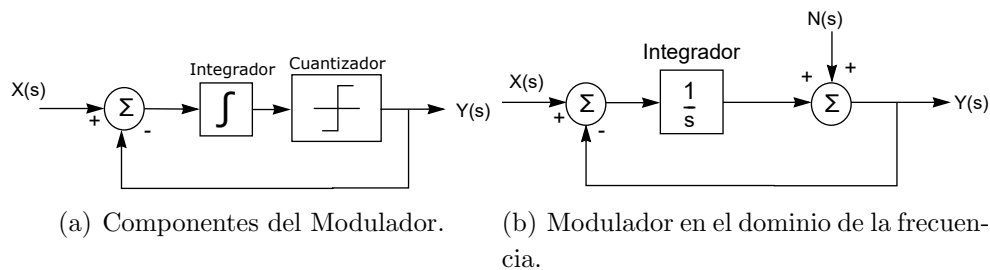 X(s)
+
Σ
-
Integrador
∫
Cuantizador
Y(s)
(a) Componentes del Modulador.
N(s)
X(s)
+
Σ
-
Integrador
1
s
+
+
Σ
Y(s)
(b) Modulador en el dominio de la frecuen-
cia.